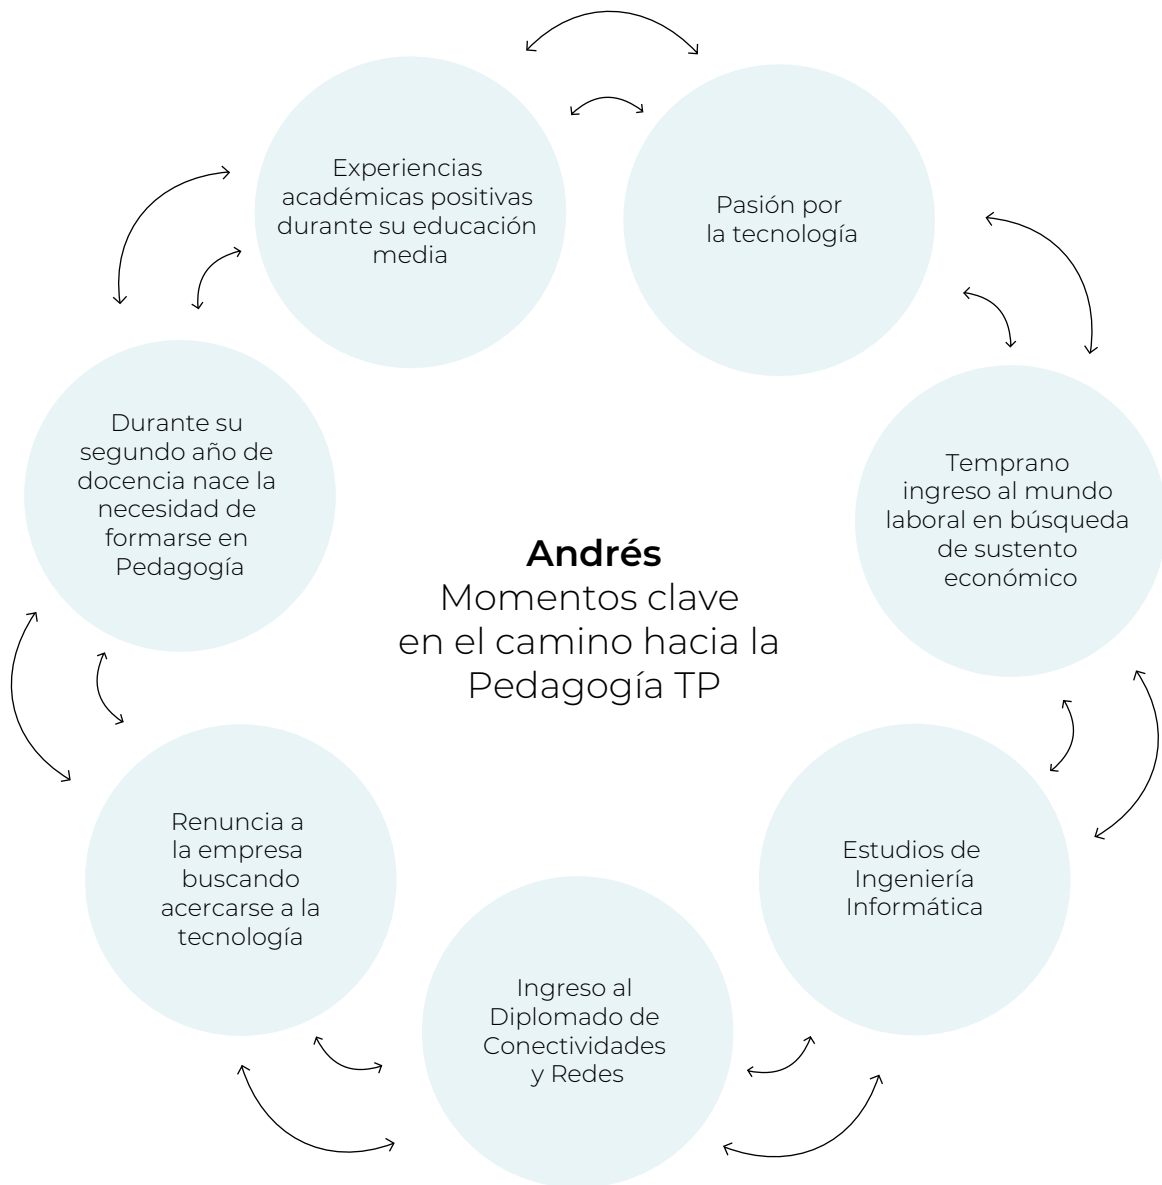 Experiencias
académicas positivas
durante su educación
media
Pasión por
la tecnología
Temprano
ingreso al mundo
laboral en búsqueda
de sustento
económico
Estudios de
Ingeniería
Informática
Ingreso al
Diplomado de
Conectividades
y Redes
Renuncia a
la empresa
buscando
acercarse a la
tecnología
Durante su
segundo año de
docencia nace la
necesidad de
formarse en
Pedagogía
Andrés
Momentos clave
en el camino hacia la
Pedagogía TP